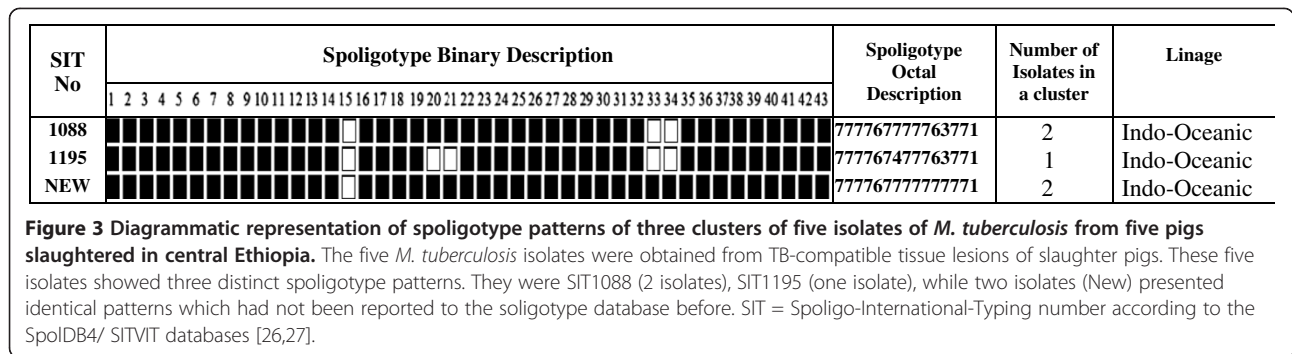 SIT No Spoligotype Binary Description Spoligotype Octal Description Number of Isolates in a cluster Linage
1 2 3 4 5 6 7 8 9 10 11 12 13 14 15 16 17 18 19 20 21 22 23 24 25 26 27 28 29 30 31 32 33 34 35 36 37 38 39 40 41 42 43
1088 777767777763771 2 Indo-Oceanic
1195 777767477763771 1 Indo-Oceanic
NEW 777767777777771 2 Indo-Oceanic
Figure 3 Diagrammatic representation of spoligotype patterns of three clusters of five isolates of M. tuberculosis from five pigs
slaughtered in central Ethiopia. The five M. tuberculosis isolates were obtained from TB-compatible tissue lesions of slaughter pigs. These five
isolates showed three distinct spoligotype patterns. They were SIT1088 (2 isolates), SIT1195 (one isolate), while two isolates (New) presented
identical patterns which had not been reported to the soligotype database before. SIT = Spoligo-International-Typing number according to the
SpolDB4/ SITVIT databases [26,27].